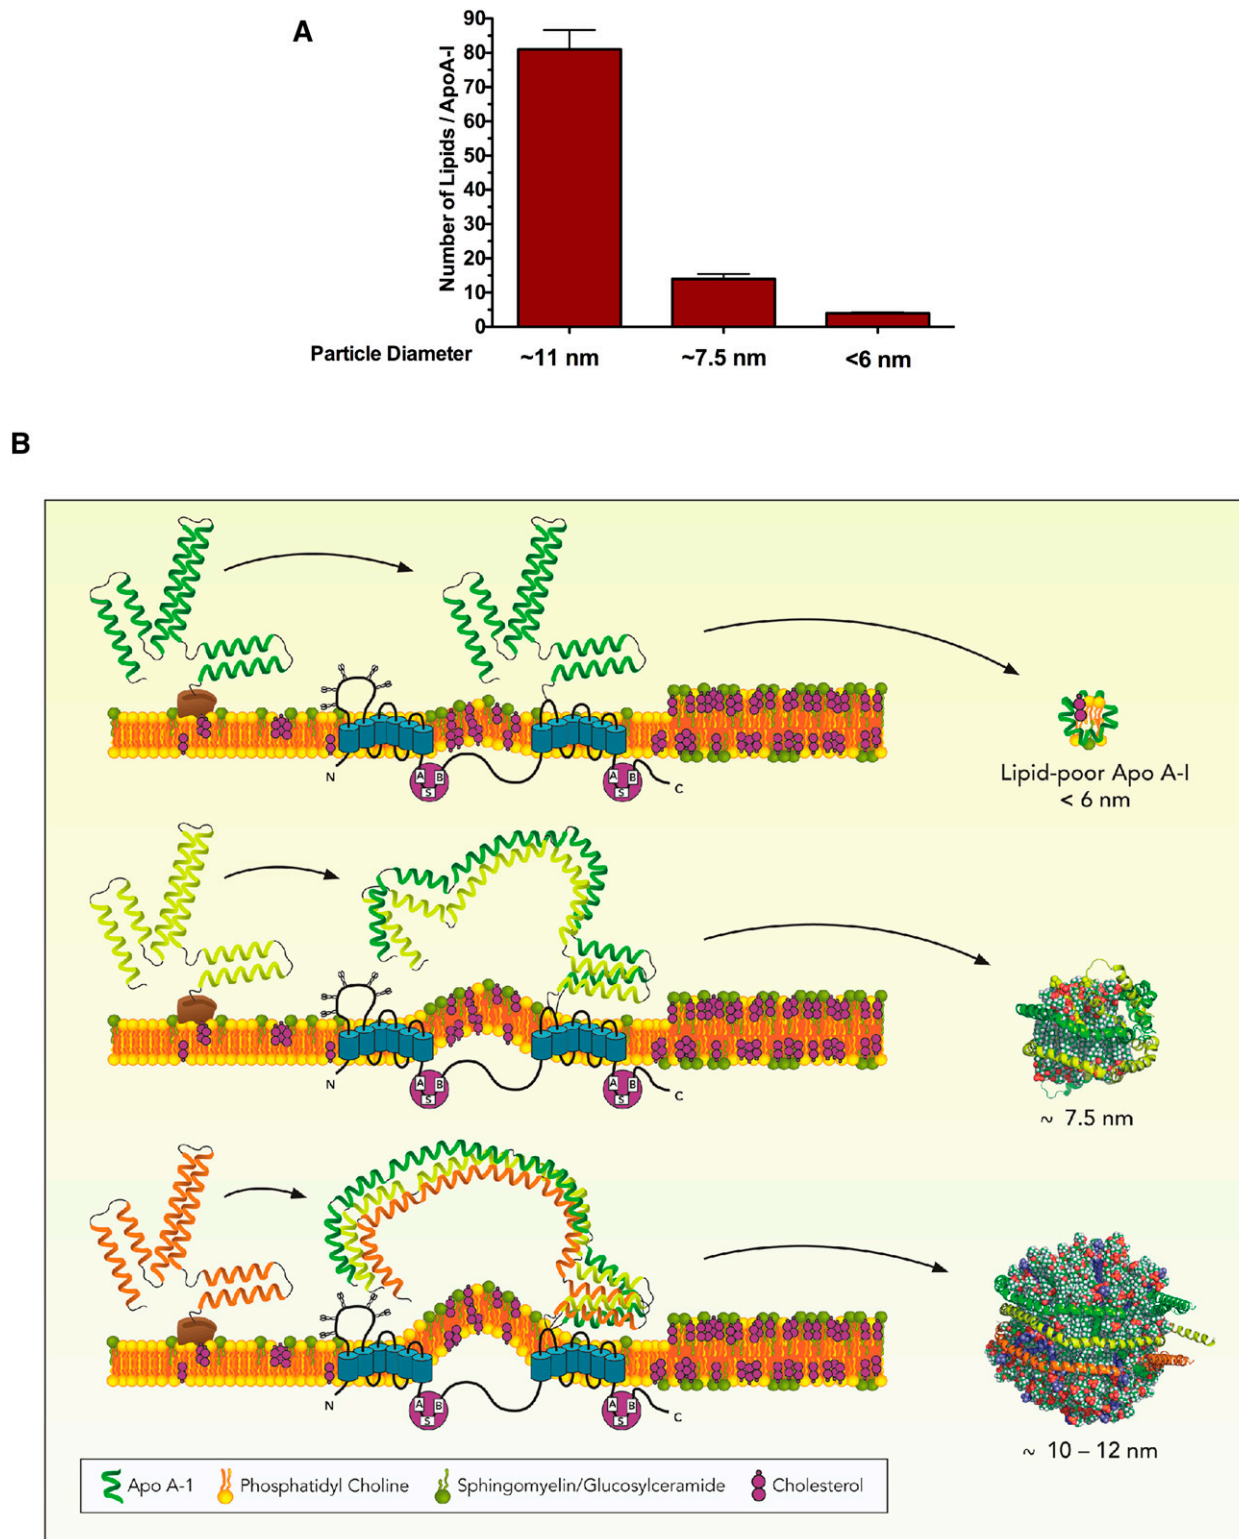 A
Number of Lipids / ApoA-I
90
80
70
60
50
40
30
20
10
0
Particle Diameter
~11 nm
~7.5 nm
<6 nm
B
N
A
B
S
A
B
S
C
Lipid-poor Apo A-I
< 6 nm
N
A
B
S
A
B
S
C
~ 7.5 nm
N
A
B
S
A
B
S
C
~ 10 – 12 nm
Apo A-1
Phosphatidyl Choline
Sphingomyelin/Glucosylceramide
Cholesterol